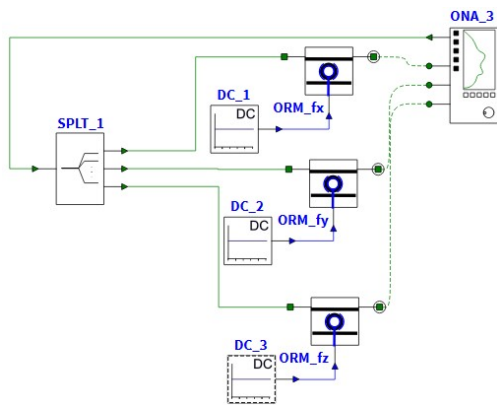 ONA_3
DC_1
DC
ORM_fx
SPLT_1
DC_2
DC
ORM_fy
DC_3
DC
ORM_fz